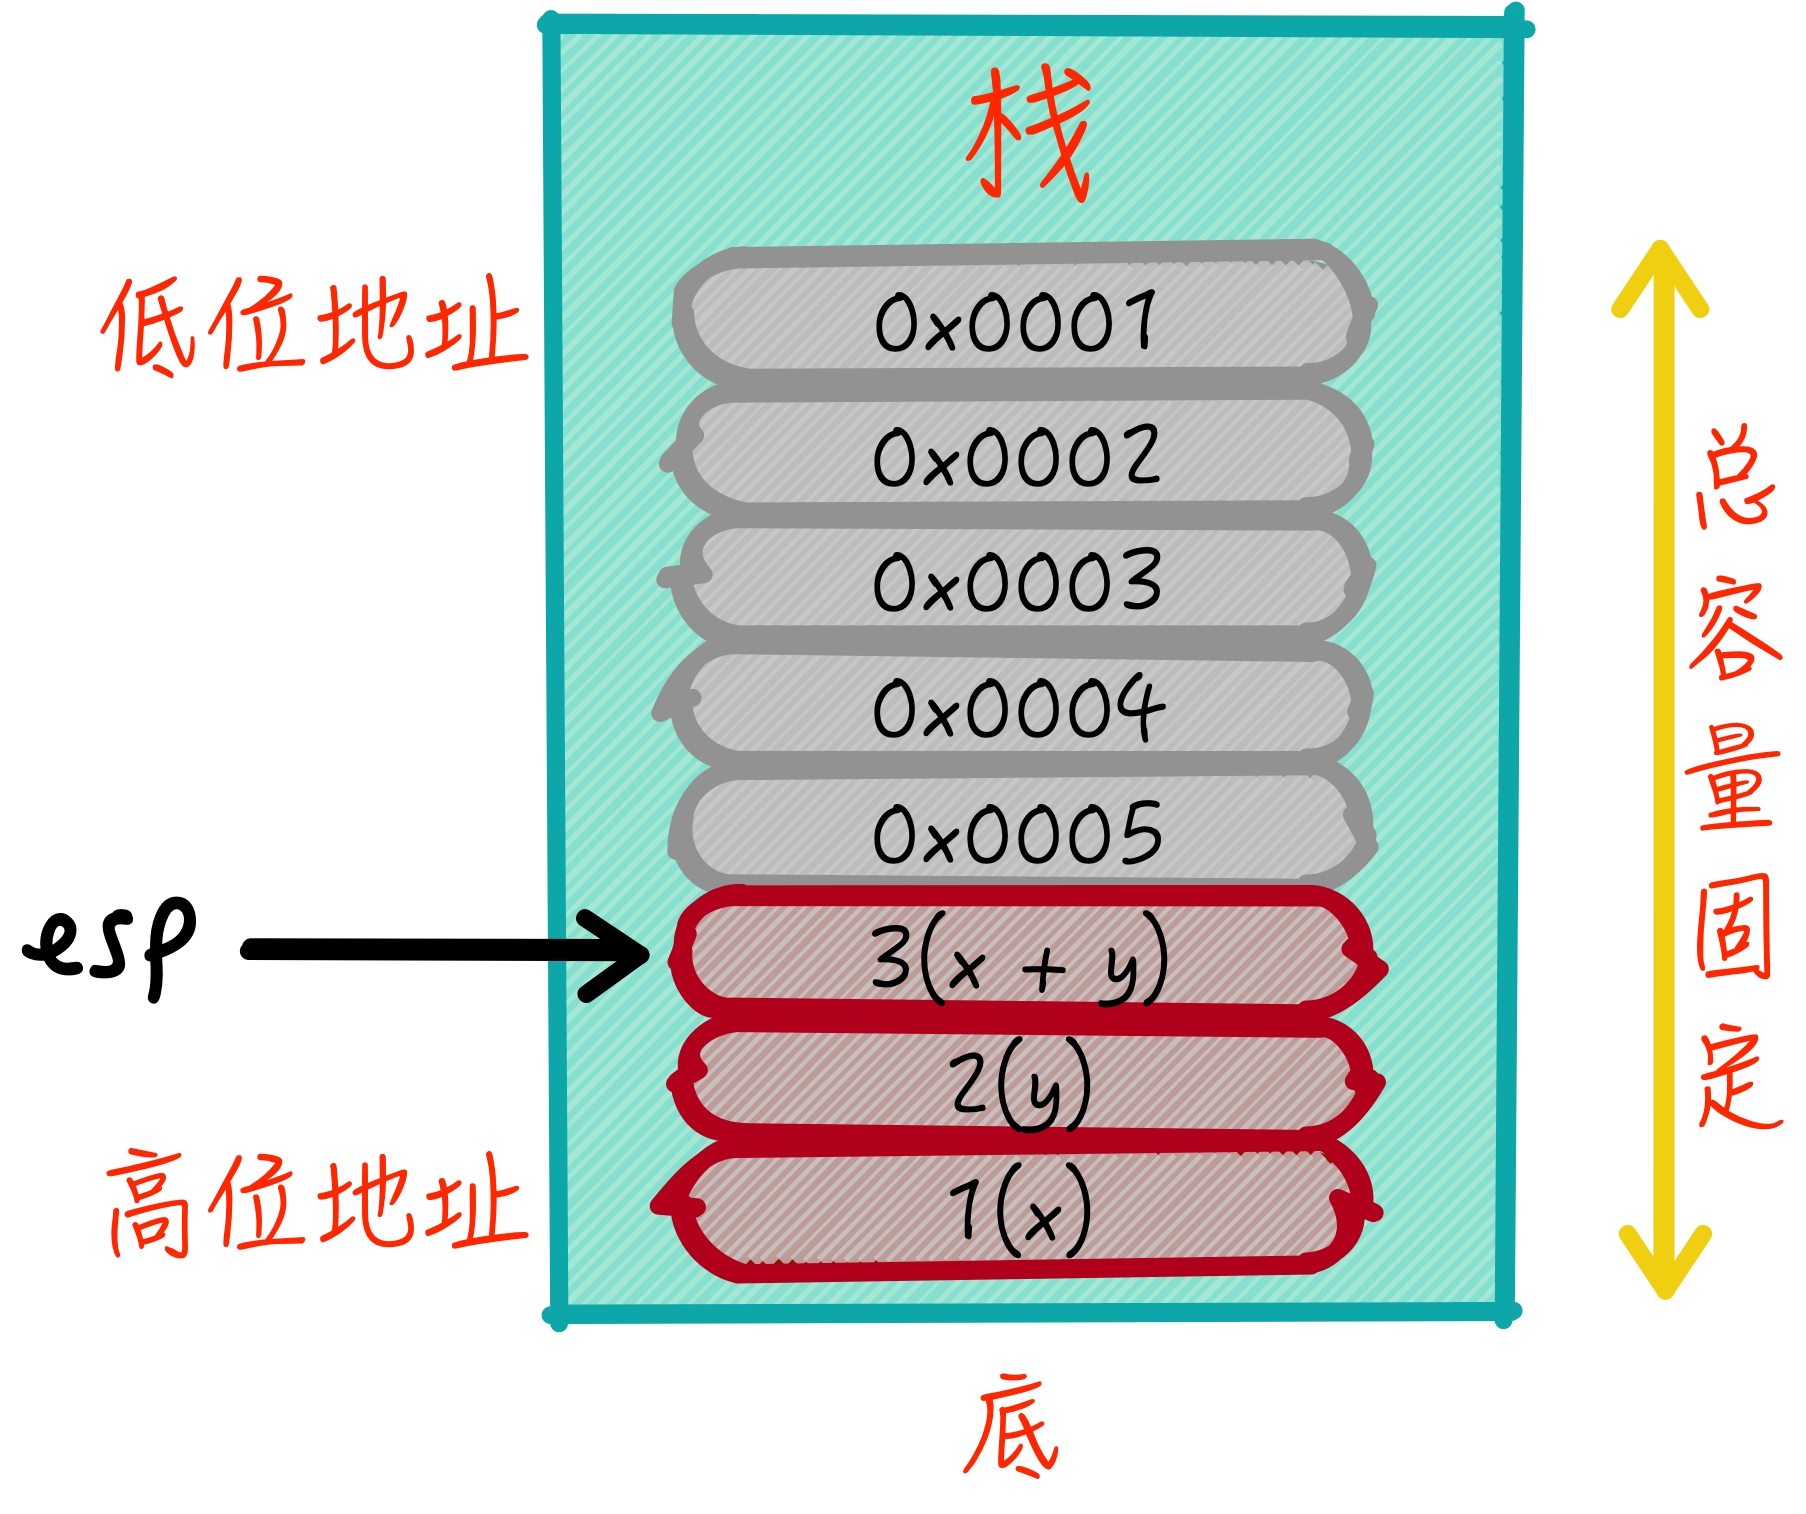 栈
低位地址
0x0001
0x0002
0x0003
0x0004
0x0005
esp
3(x + y)
2(y)
高位地址
1(x)
底
总容量固定